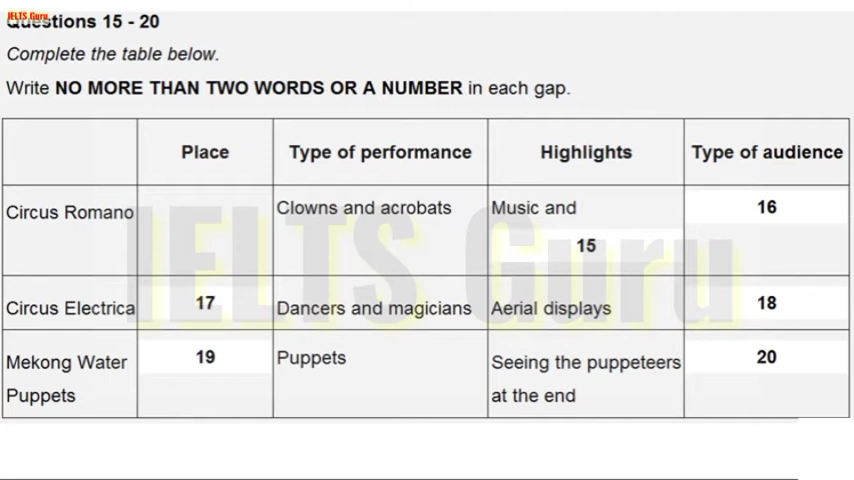 IELTS Guru
Questions 15 - 20
Complete the table below.
Write NO MORE THAN TWO WORDS OR A NUMBER in each gap.
Place Type of performance Highlights Type of audience
Circus Romano Clowns and acrobats Music and 16
15
Circus Electrica 17 Dancers and magicians Aerial displays 18
Mekong Water 19 Puppets Seeing the puppeteers 20
Puppets at the end
IELTS Guru